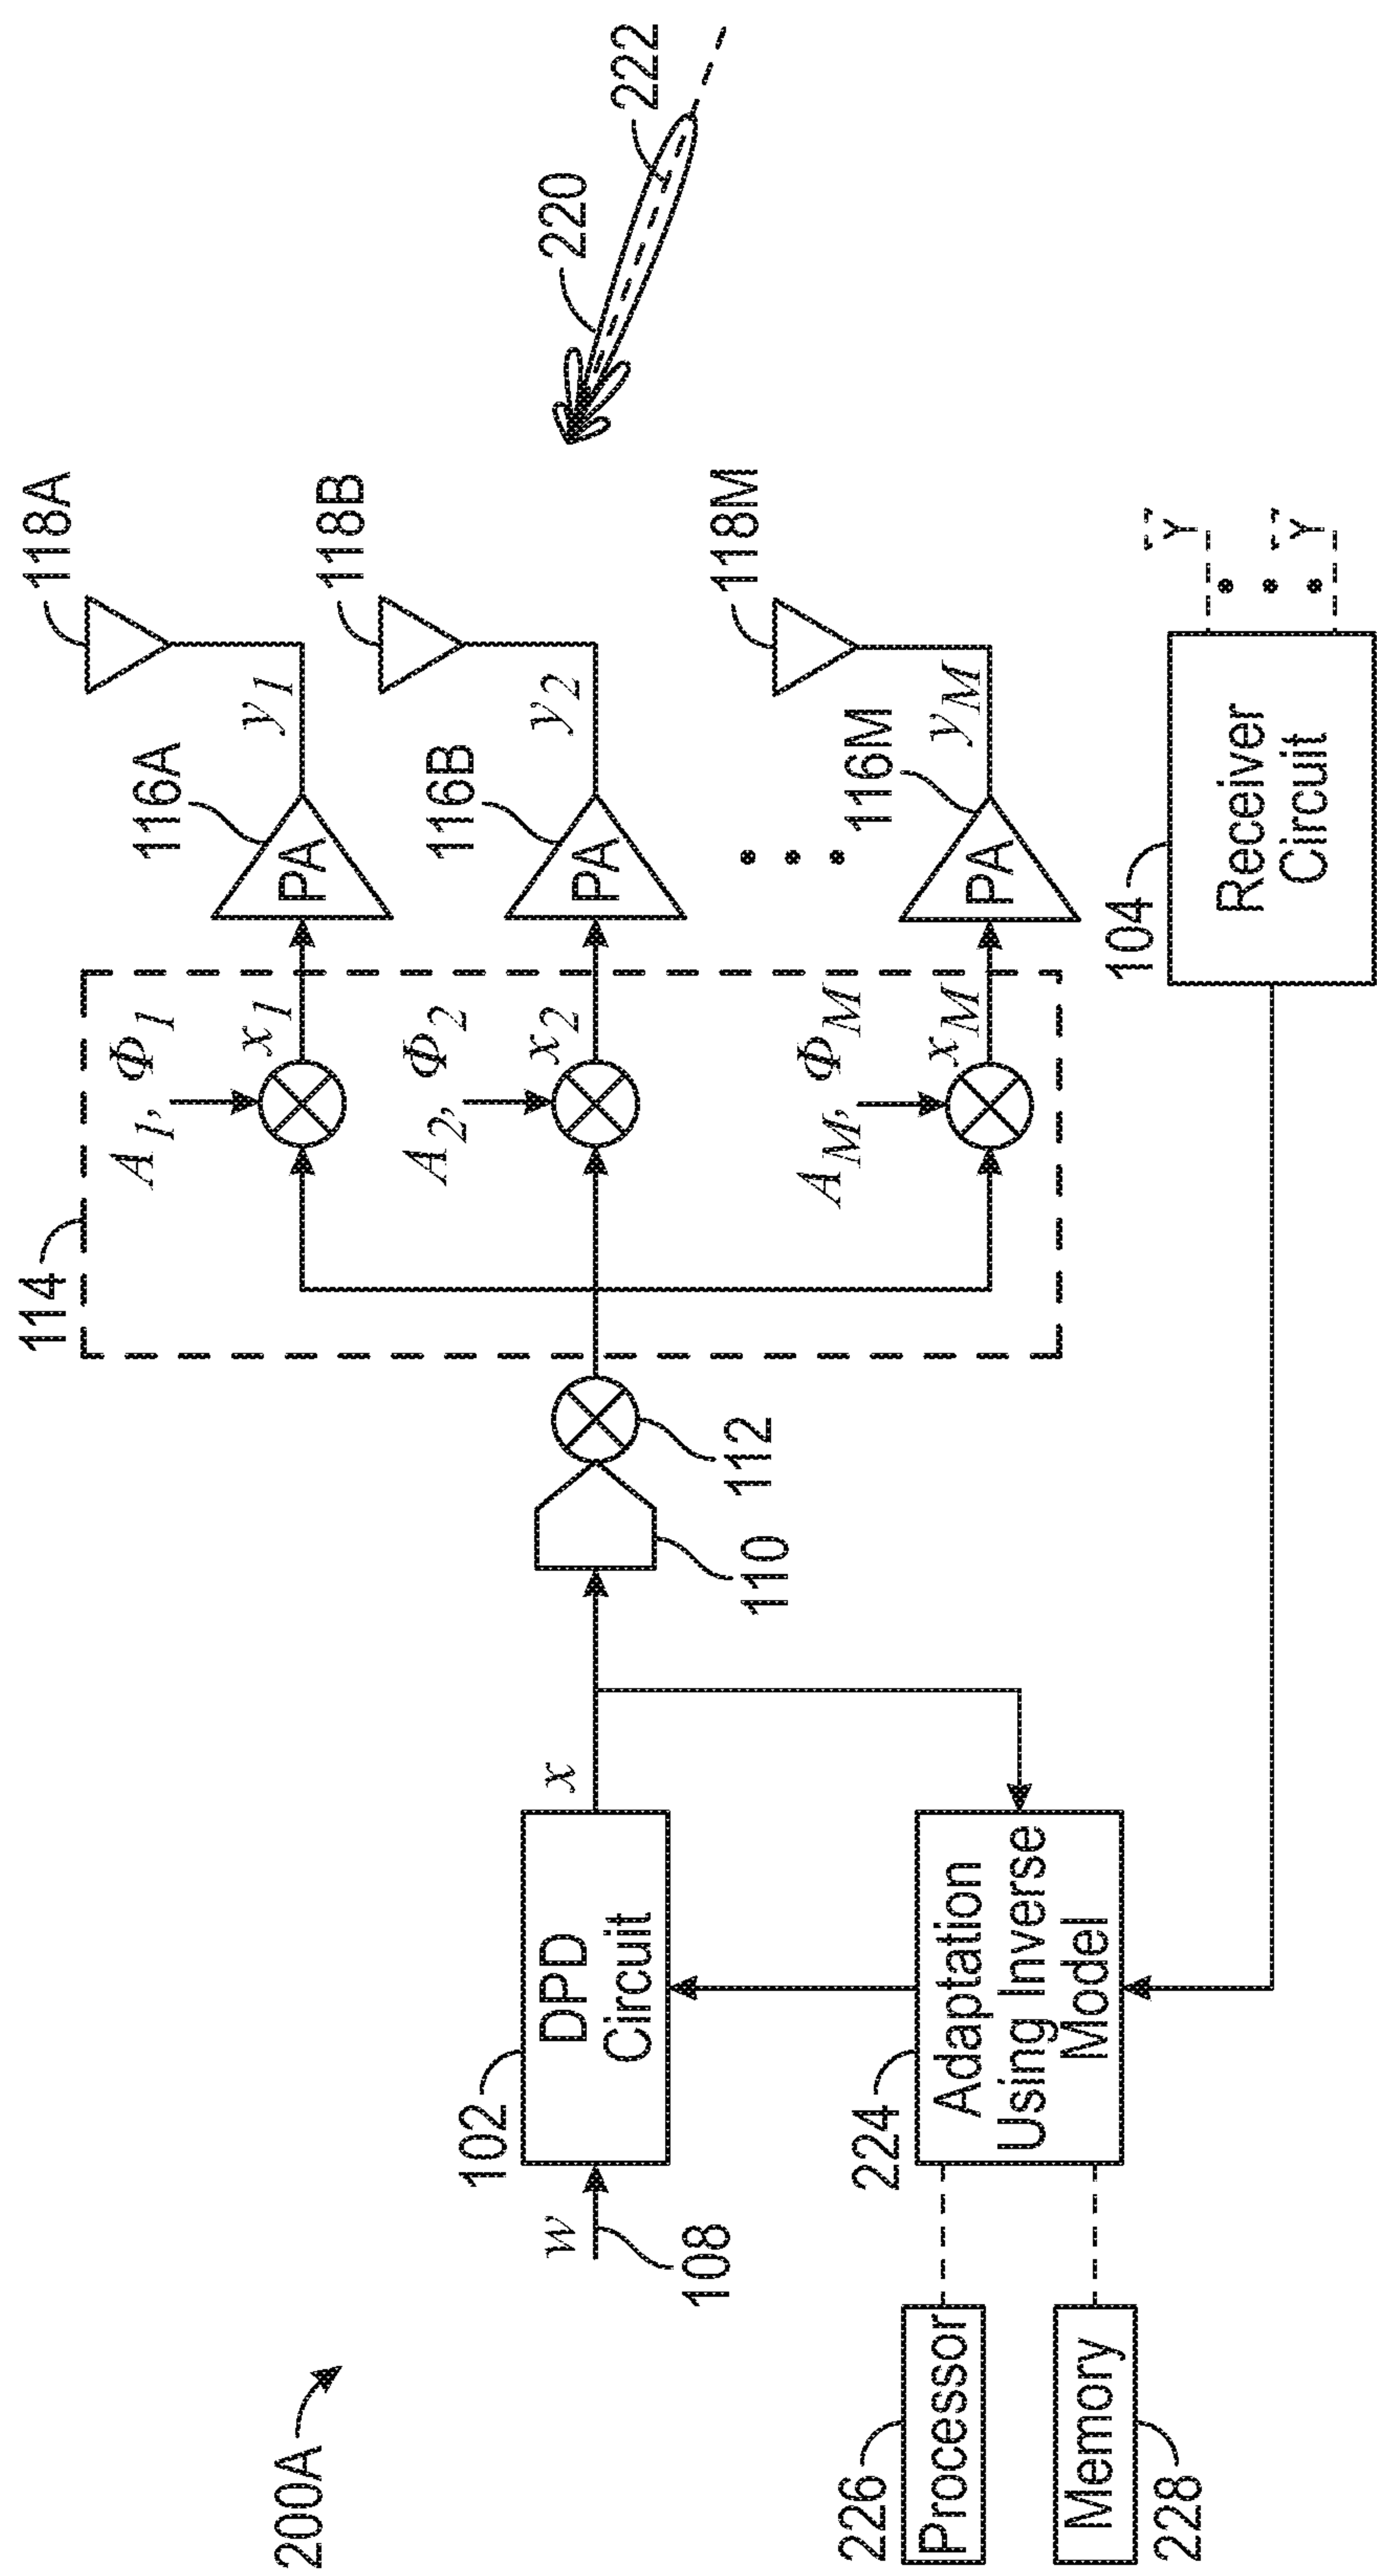 200A
114
A1, Φ1
x1
116A
y1
118A
A2, Φ2
x2
116B
y2
118B
PA
PA
220
222
w
108
102
DPD
Circuit
x
110
112
AM, ΦM
xM
116M
yM
118M
PA
226
Processor
224
Adaptation
Using Inverse
Model
228
Memory
104
Receiver
Circuit
Y
Y